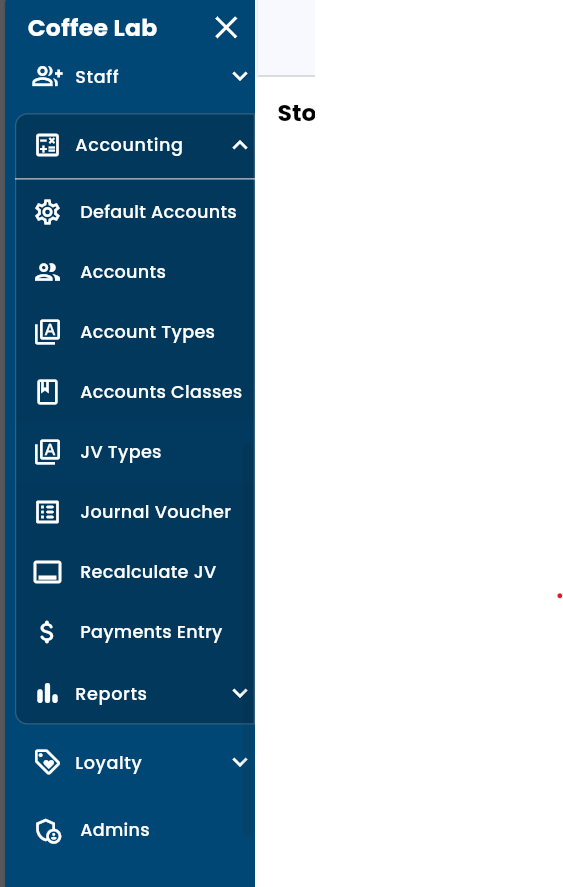 Coffee Lab
Staff
Sto
Accounting
Default Accounts
Accounts
Account Types
Accounts Classes
JV Types
Journal Voucher
Recalculate JV
Payments Entry
Reports
Loyalty
Admins